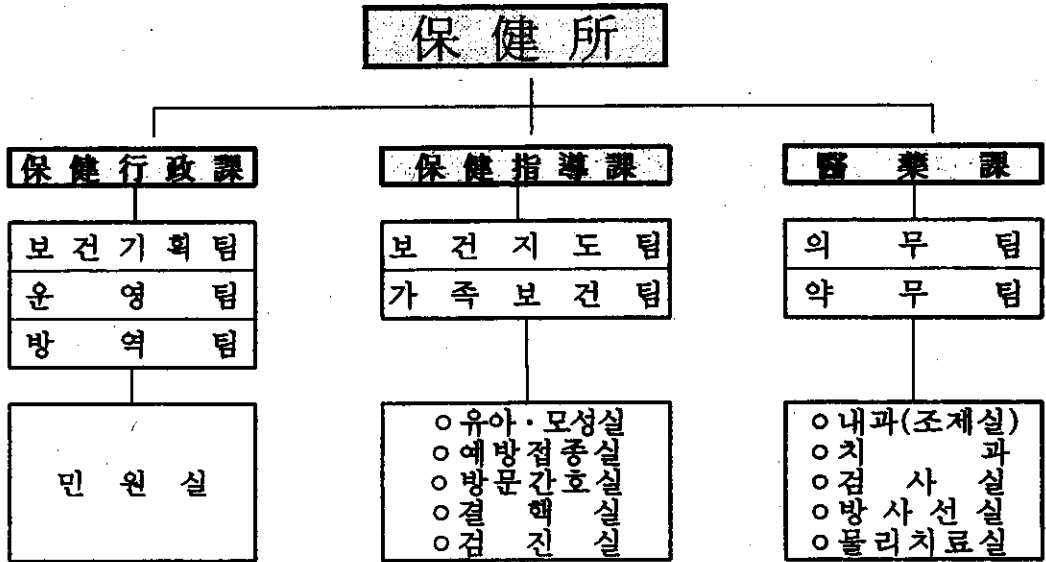 保健所
保健行政課
보건기획팀
운영팀
방역팀
민원실
保健指導課
보건지도팀
가족보건팀
○유아·모성실
○예방접종실
○방문간호실
○결핵실
○검진실
醫藥課
의무팀
약무팀
○내과(조제실)
○치과
○검사실
○방사선실
○물리치료실